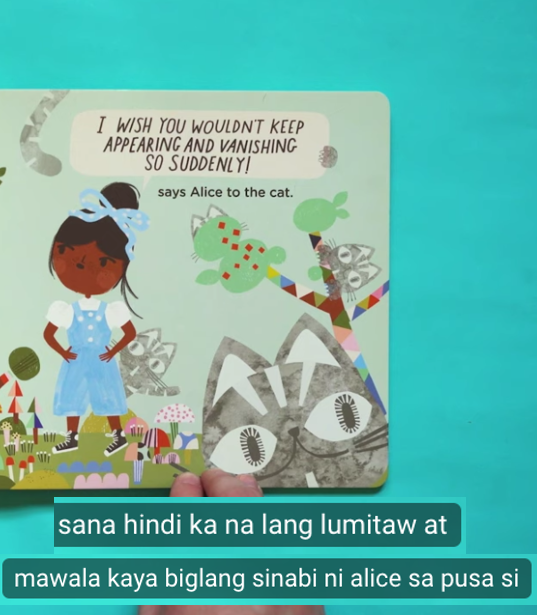 I WISH YOU WOULDN'T KEEP
APPEARING AND VANISHING
SO SUDDENLY!
says Alice to the cat.
sana hindi ka na lang lumitaw at
mawala kaya biglang sinabi ni alice sa pusa si